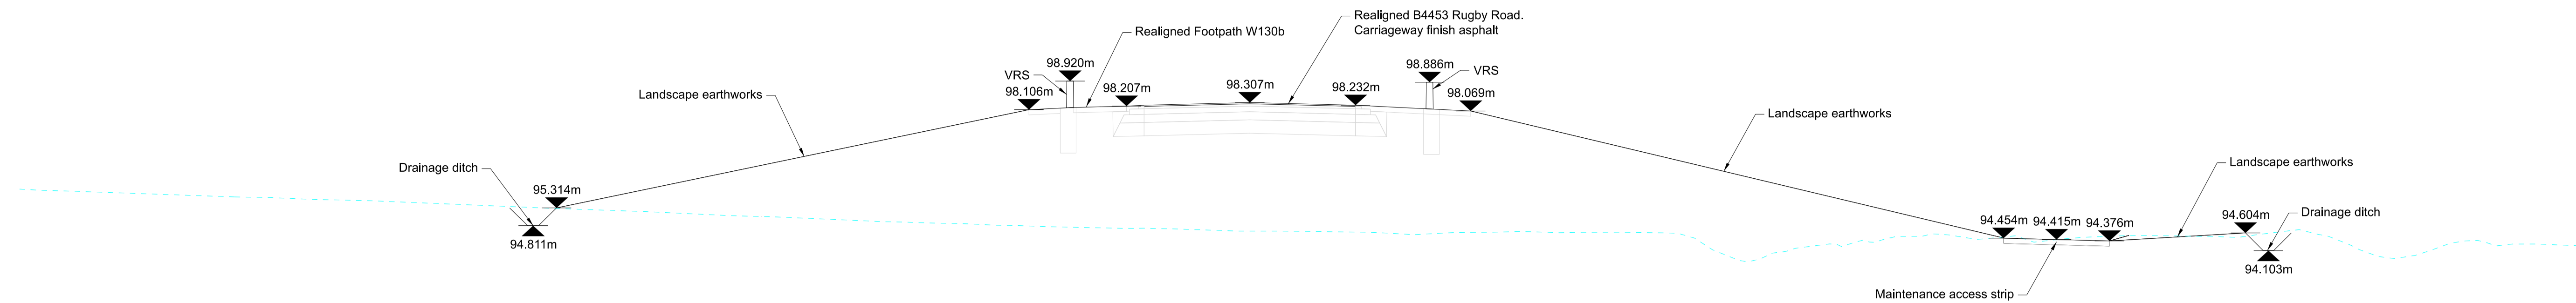 Realigned B4453 Rugby Road.
Carriageway finish asphalt
Realigned Footpath W130b
98.920m
98.886m
VRS
VRS
98.307m
98.207m
98.232m
98.106m
98.069m
Landscape earthworks
Landscape earthworks
Landscape earthworks
Drainage ditch
95.314m
94.811m
94.454m
94.415m
94.376m
94.604m
Drainage ditch
94.103m
Maintenance access strip